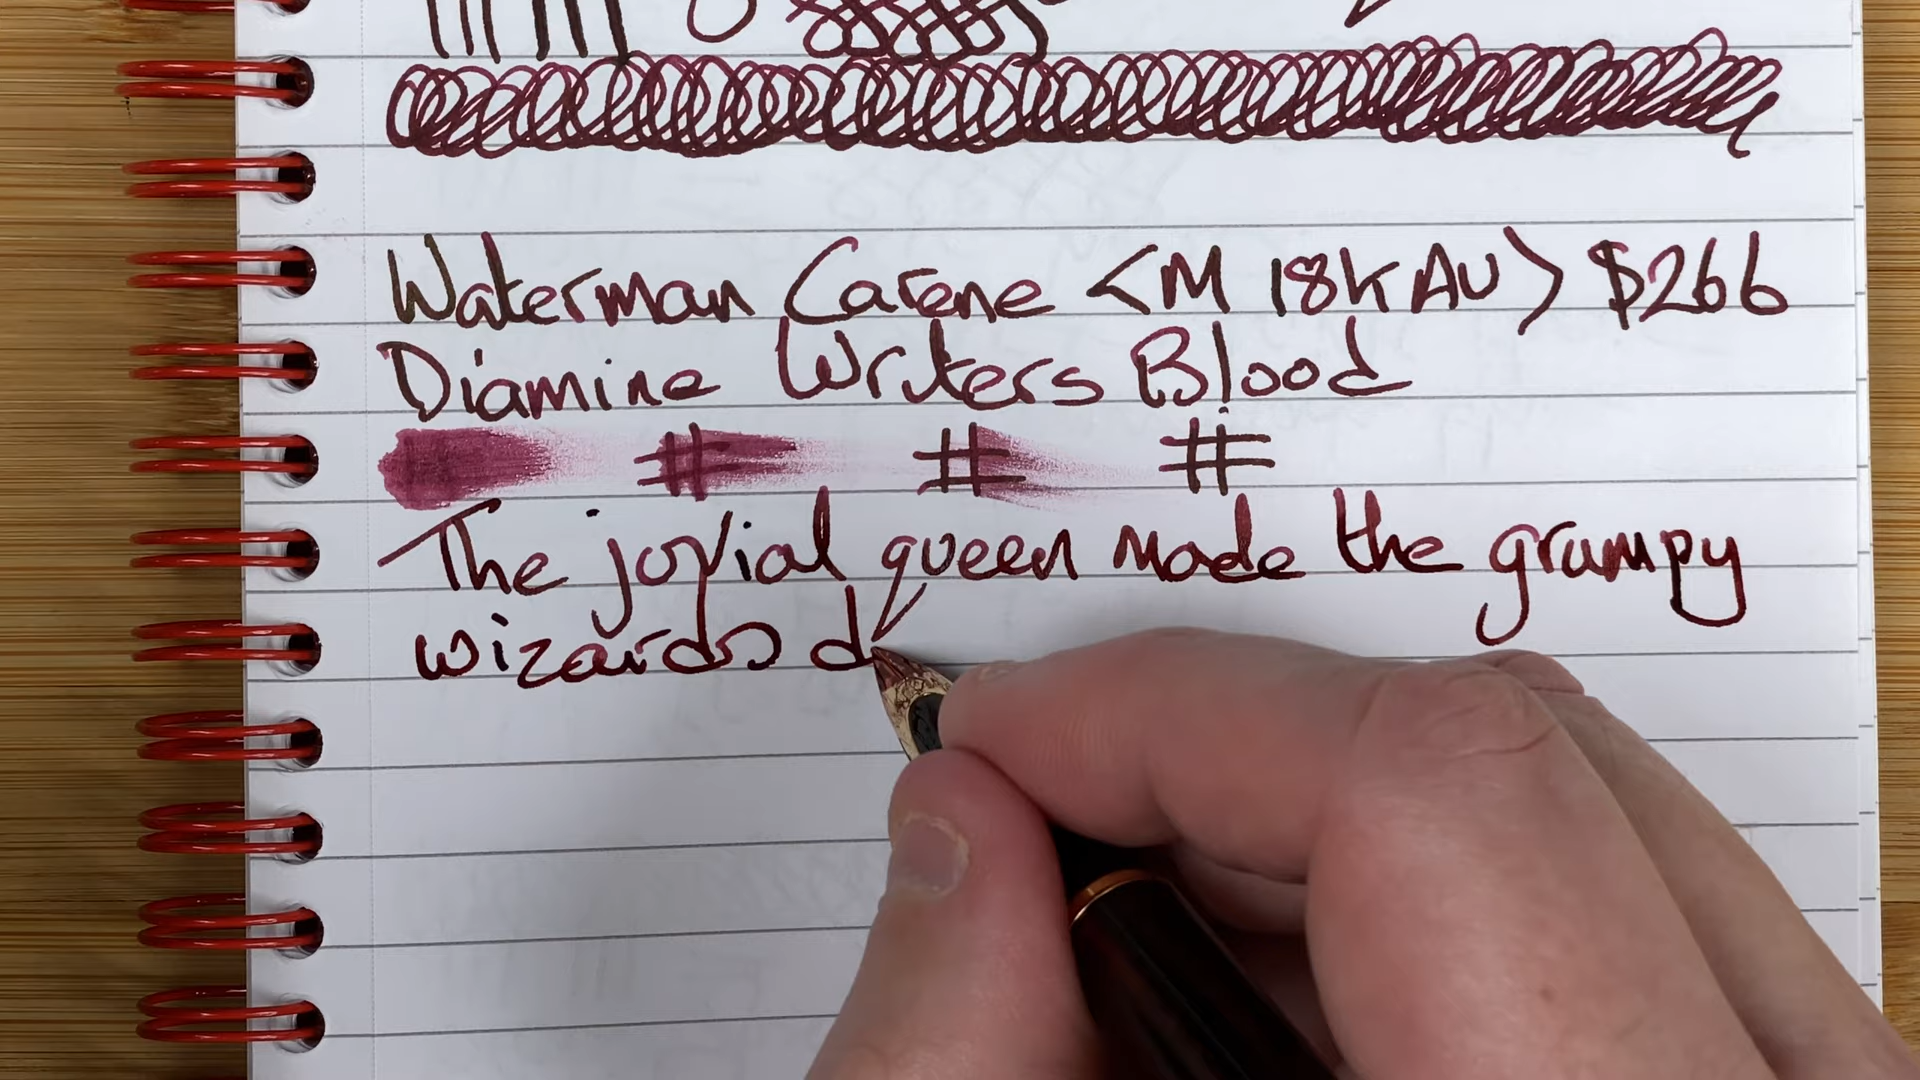 Waterman Carene <M 18K AU> $266
Diamine Writers Blood
# # #
The jovial queen made the grumpy
wizards d